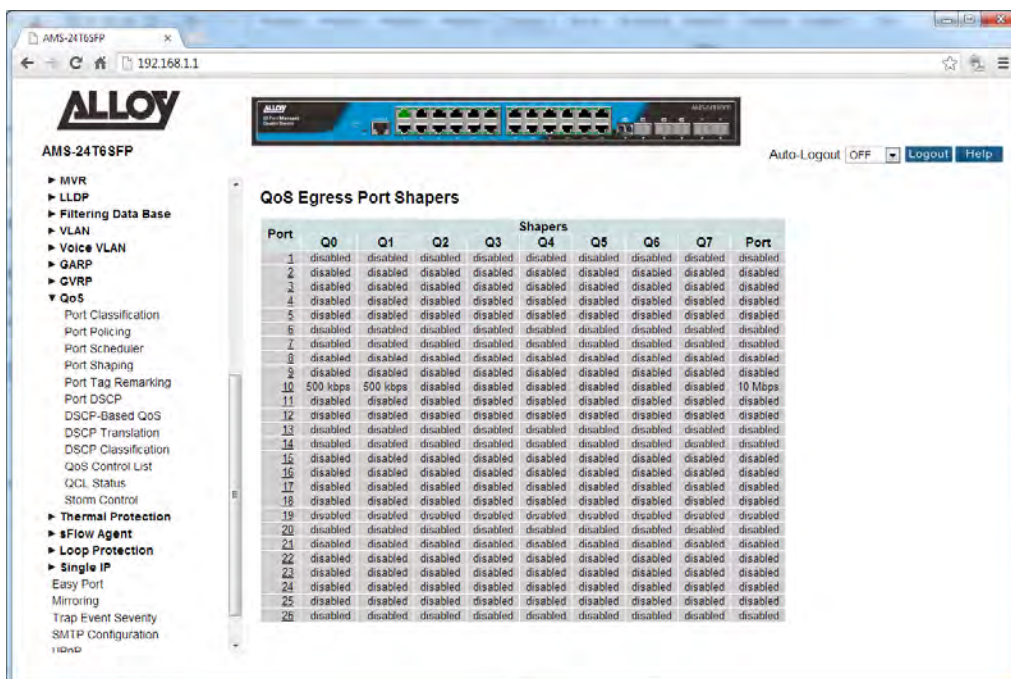 AMS-24T6SFP
192.168.1.1
ALLOY
ALLOY
AMS-24T6SFP
Auto-Logout OFF Logout Help
MVR
LLDP
Filtering Data Base
VLAN
Voice VLAN
GARP
GVRP
QoS
Port Classification
Port Policing
Port Scheduler
Port Shaping
Port Tag Remarking
Port DSCP
DSCP-Based QoS
DSCP Translation
DSCP Classification
QoS Control List
QCL Status
Storm Control
Thermal Protection
sFlow Agent
Loop Protection
Single IP
Easy Port
Mirroring
Trap Event Severity
SMTP Configuration
UPnP
QoS Egress Port Shapers
Port Shapers
Q0 Q1 Q2 Q3 Q4 Q5 Q6 Q7 Port
1 disabled disabled disabled disabled disabled disabled disabled disabled disabled
2 disabled disabled disabled disabled disabled disabled disabled disabled disabled
3 disabled disabled disabled disabled disabled disabled disabled disabled disabled
4 disabled disabled disabled disabled disabled disabled disabled disabled disabled
5 disabled disabled disabled disabled disabled disabled disabled disabled disabled
6 disabled disabled disabled disabled disabled disabled disabled disabled disabled
7 disabled disabled disabled disabled disabled disabled disabled disabled disabled
8 disabled disabled disabled disabled disabled disabled disabled disabled disabled
9 disabled disabled disabled disabled disabled disabled disabled disabled disabled
10 500 kbps 500 kbps disabled disabled disabled disabled disabled disabled 10 Mbps
11 disabled disabled disabled disabled disabled disabled disabled disabled disabled
12 disabled disabled disabled disabled disabled disabled disabled disabled disabled
13 disabled disabled disabled disabled disabled disabled disabled disabled disabled
14 disabled disabled disabled disabled disabled disabled disabled disabled disabled
15 disabled disabled disabled disabled disabled disabled disabled disabled disabled
16 disabled disabled disabled disabled disabled disabled disabled disabled disabled
17 disabled disabled disabled disabled disabled disabled disabled disabled disabled
18 disabled disabled disabled disabled disabled disabled disabled disabled disabled
19 disabled disabled disabled disabled disabled disabled disabled disabled disabled
20 disabled disabled disabled disabled disabled disabled disabled disabled disabled
21 disabled disabled disabled disabled disabled disabled disabled disabled disabled
22 disabled disabled disabled disabled disabled disabled disabled disabled disabled
23 disabled disabled disabled disabled disabled disabled disabled disabled disabled
24 disabled disabled disabled disabled disabled disabled disabled disabled disabled
25 disabled disabled disabled disabled disabled disabled disabled disabled disabled
26 disabled disabled disabled disabled disabled disabled disabled disabled disabled